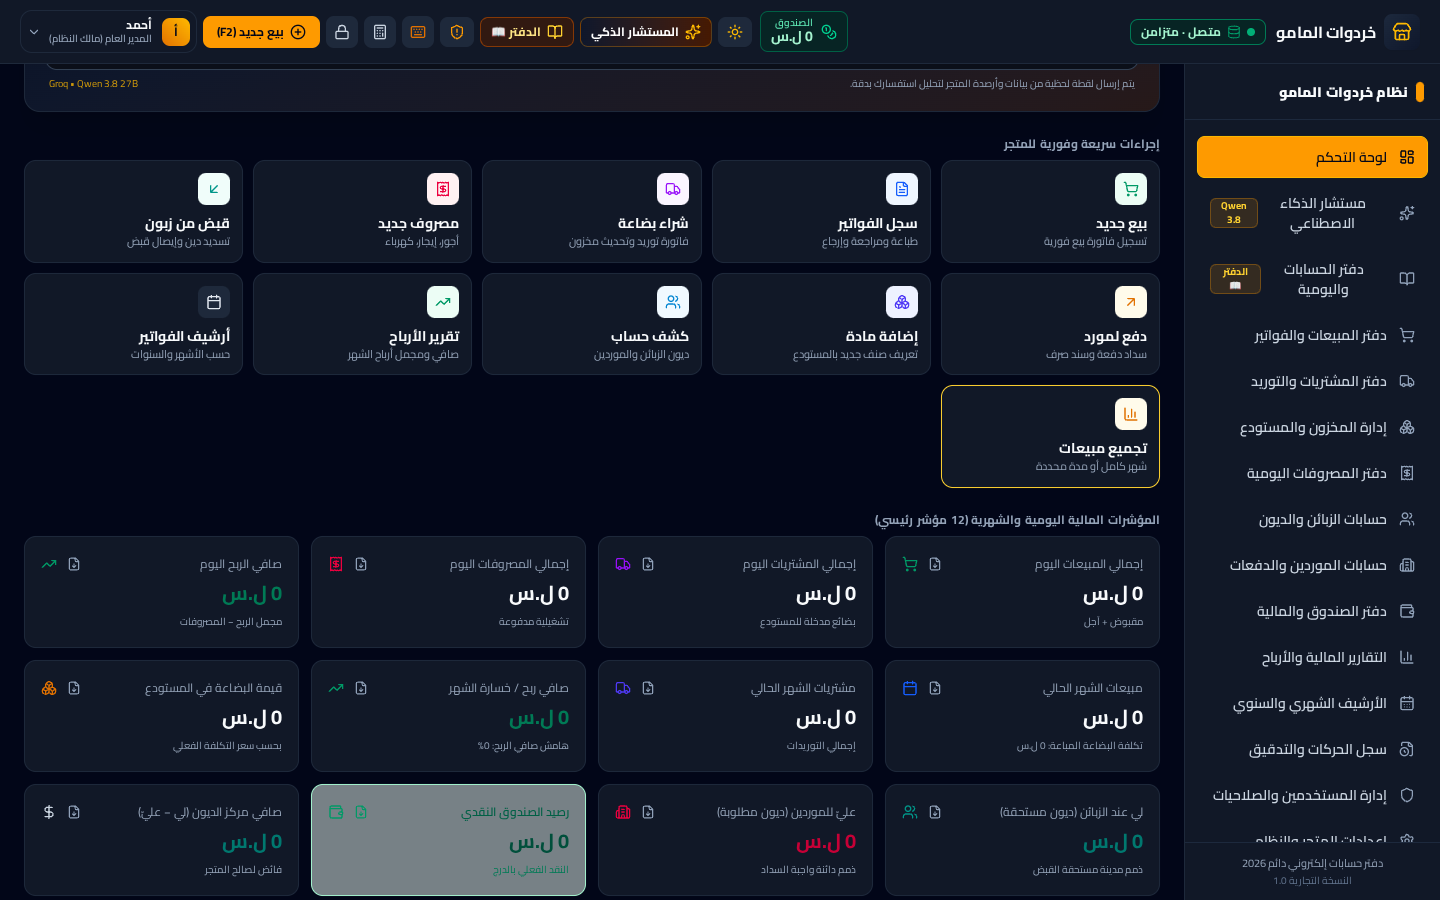 خردوات المامو
متصل · متزامن
الصندوق
0 ل.س
المستشار الذكي
الدفتر 📖
بيع جديد (F2)
أ
أحمد
المدير العام (مالك النظام)
نظام خردوات المامو
لوحة التحكم
مستشار الذكاء الاصطناعي
Qwen 3.8
دفتر الحسابات واليومية
الدفتر 📖
دفتر المبيعات والفواتير
دفتر المشتريات والتوريد
إدارة المخزون والمستودع
دفتر المصروفات اليومية
حسابات الزبائن والديون
حسابات الموردين والدفعات
دفتر الصندوق والمالية
التقارير المالية والأرباح
الأرشيف الشهري والسنوي
سجل الحركات والتدقيق
إدارة المستخدمين والصلاحيات
إعدادات المتجر والنظام
دفتر حسابات إلكتروني دائم 2026
النسخة التجارية 1.0
يتم إرسال لقطة لحظية من بيانات وأرصدة المتجر لتحليل استفسارك بدقة.
Groq • Qwen 3.8 27B
إجراءات سريعة وفورية للمتجر
بيع جديد
تسجيل فاتورة بيع فورية
سجل الفواتير
طباعة ومراجعة وإرجاع
شراء بضاعة
فاتورة توريد وتحديث مخزون
مصروف جديد
أجور، إيجار، كهرباء
قبض من زبون
تسديد دين وإيصال قبض
دفع لمورد
سداد دفعة وسند صرف
إضافة مادة
تعريف صنف جديد بالمستودع
كشف حساب
ديون الزبائن والموردين
تقرير الأرباح
صافي ومجمل أرباح الشهر
أرشيف الفواتير
حسب الأشهر والسنوات
تجميع مبيعات
شهر كامل أو مدة محددة
المؤشرات المالية اليومية والشهرية (12 مؤشر رئيسي)
إجمالي المبيعات اليوم
0 ل.س
مقبوض + آجل
إجمالي المشتريات اليوم
0 ل.س
بضائع مدخلة للمستودع
إجمالي المصروفات اليوم
0 ل.س
تشغيلية مدفوعة
صافي الربح اليوم
0 ل.س
مجمل الربح − المصروفات
مبيعات الشهر الحالي
0 ل.س
تكلفة البضاعة المباعة: 0 ل.س
مشتريات الشهر الحالي
0 ل.س
إجمالي التوريدات
صافي ربح / خسارة الشهر
0 ل.س
هامش صافي الربح: 0%
قيمة البضاعة في المستودع
0 ل.س
بحسب سعر التكلفة الفعلي
لي عند الزبائن (ديون مستحقة)
0 ل.س
ذمم مدينة مستحقة القبض
عليّ للموردين (ديون مطلوبة)
0 ل.س
ذمم دائنة واجبة السداد
رصيد الصندوق النقدي
0 ل.س
النقد الفعلي بالدرج
صافي مركز الديون (لي − عليّ)
0 ل.س
فائض لصالح المتجر